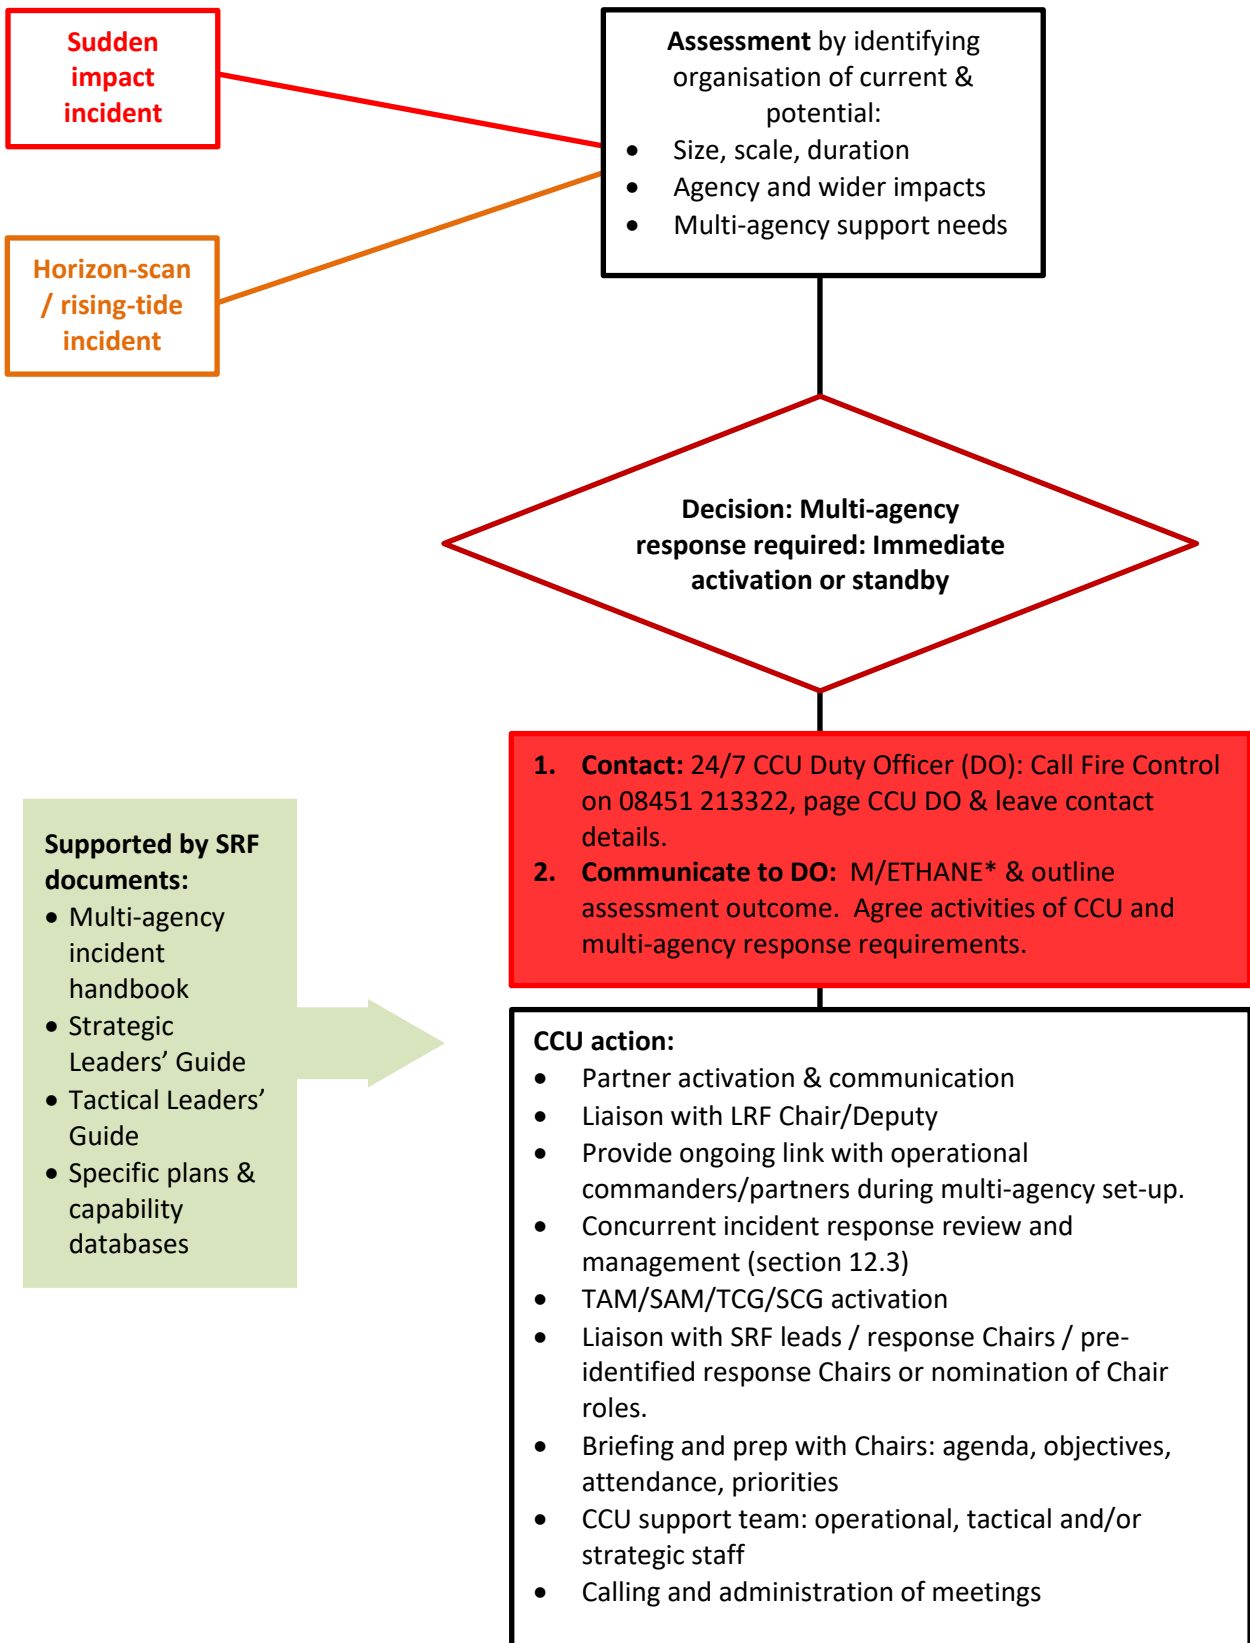 Sudden
impact
incident
Assessment by identifying
organisation of current &
potential:
• Size, scale, duration
• Agency and wider impacts
• Multi-agency support needs
Horizon-scan
/ rising-tide
incident
Decision: Multi-agency
response required: Immediate
activation or standby
1. Contact: 24/7 CCU Duty Officer (DO): Call Fire Control
on 08451 213322, page CCU DO & leave contact
details.
2. Communicate to DO: M/ETHANE* & outline
assessment outcome. Agree activities of CCU and
multi-agency response requirements.
Supported by SRF
documents:
• Multi-agency
incident
handbook
• Strategic
Leaders’ Guide
• Tactical Leaders’
Guide
• Specific plans &
capability
databases
CCU action:
• Partner activation & communication
• Liaison with LRF Chair/Deputy
• Provide ongoing link with operational
commanders/partners during multi-agency set-up.
• Concurrent incident response review and
management (section 12.3)
• TAM/SAM/TCG/SCG activation
• Liaison with SRF leads / response Chairs / pre-
identified response Chairs or nomination of Chair
roles.
• Briefing and prep with Chairs: agenda, objectives,
attendance, priorities
• CCU support team: operational, tactical and/or
strategic staff
• Calling and administration of meetings